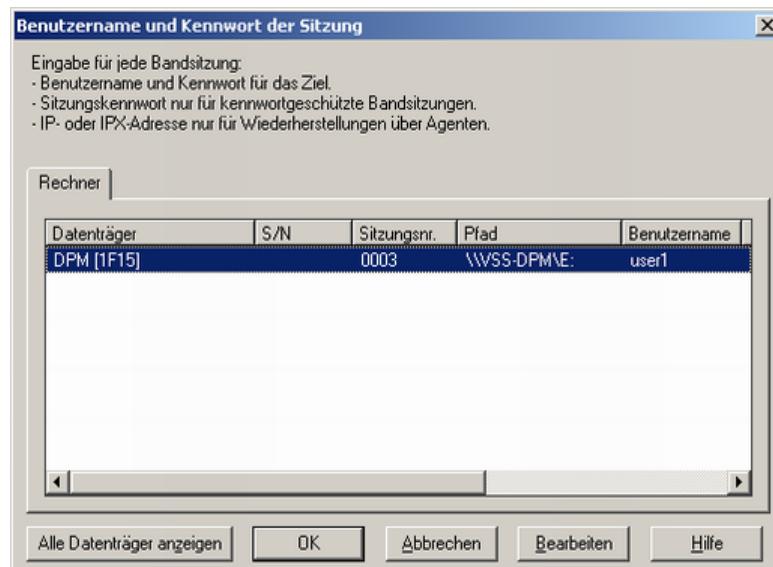 Benutzername und Kennwort der Sitzung
Eingabe für jede Bandsitzung:
- Benutzername und Kennwort für das Ziel.
- Sitzungskennwort nur für kennwortgeschützte Bandsitzungen.
- IP- oder IPX-Adresse nur für Wiederherstellungen über Agenten.
Rechner
Datenträger S/N Sitzungsnr. Pfad Benutzername
DPM [1F15] 0003 \\VSS-DPM\E: user1
Alle Datenträger anzeigen OK Abbrechen Bearbeiten Hilfe